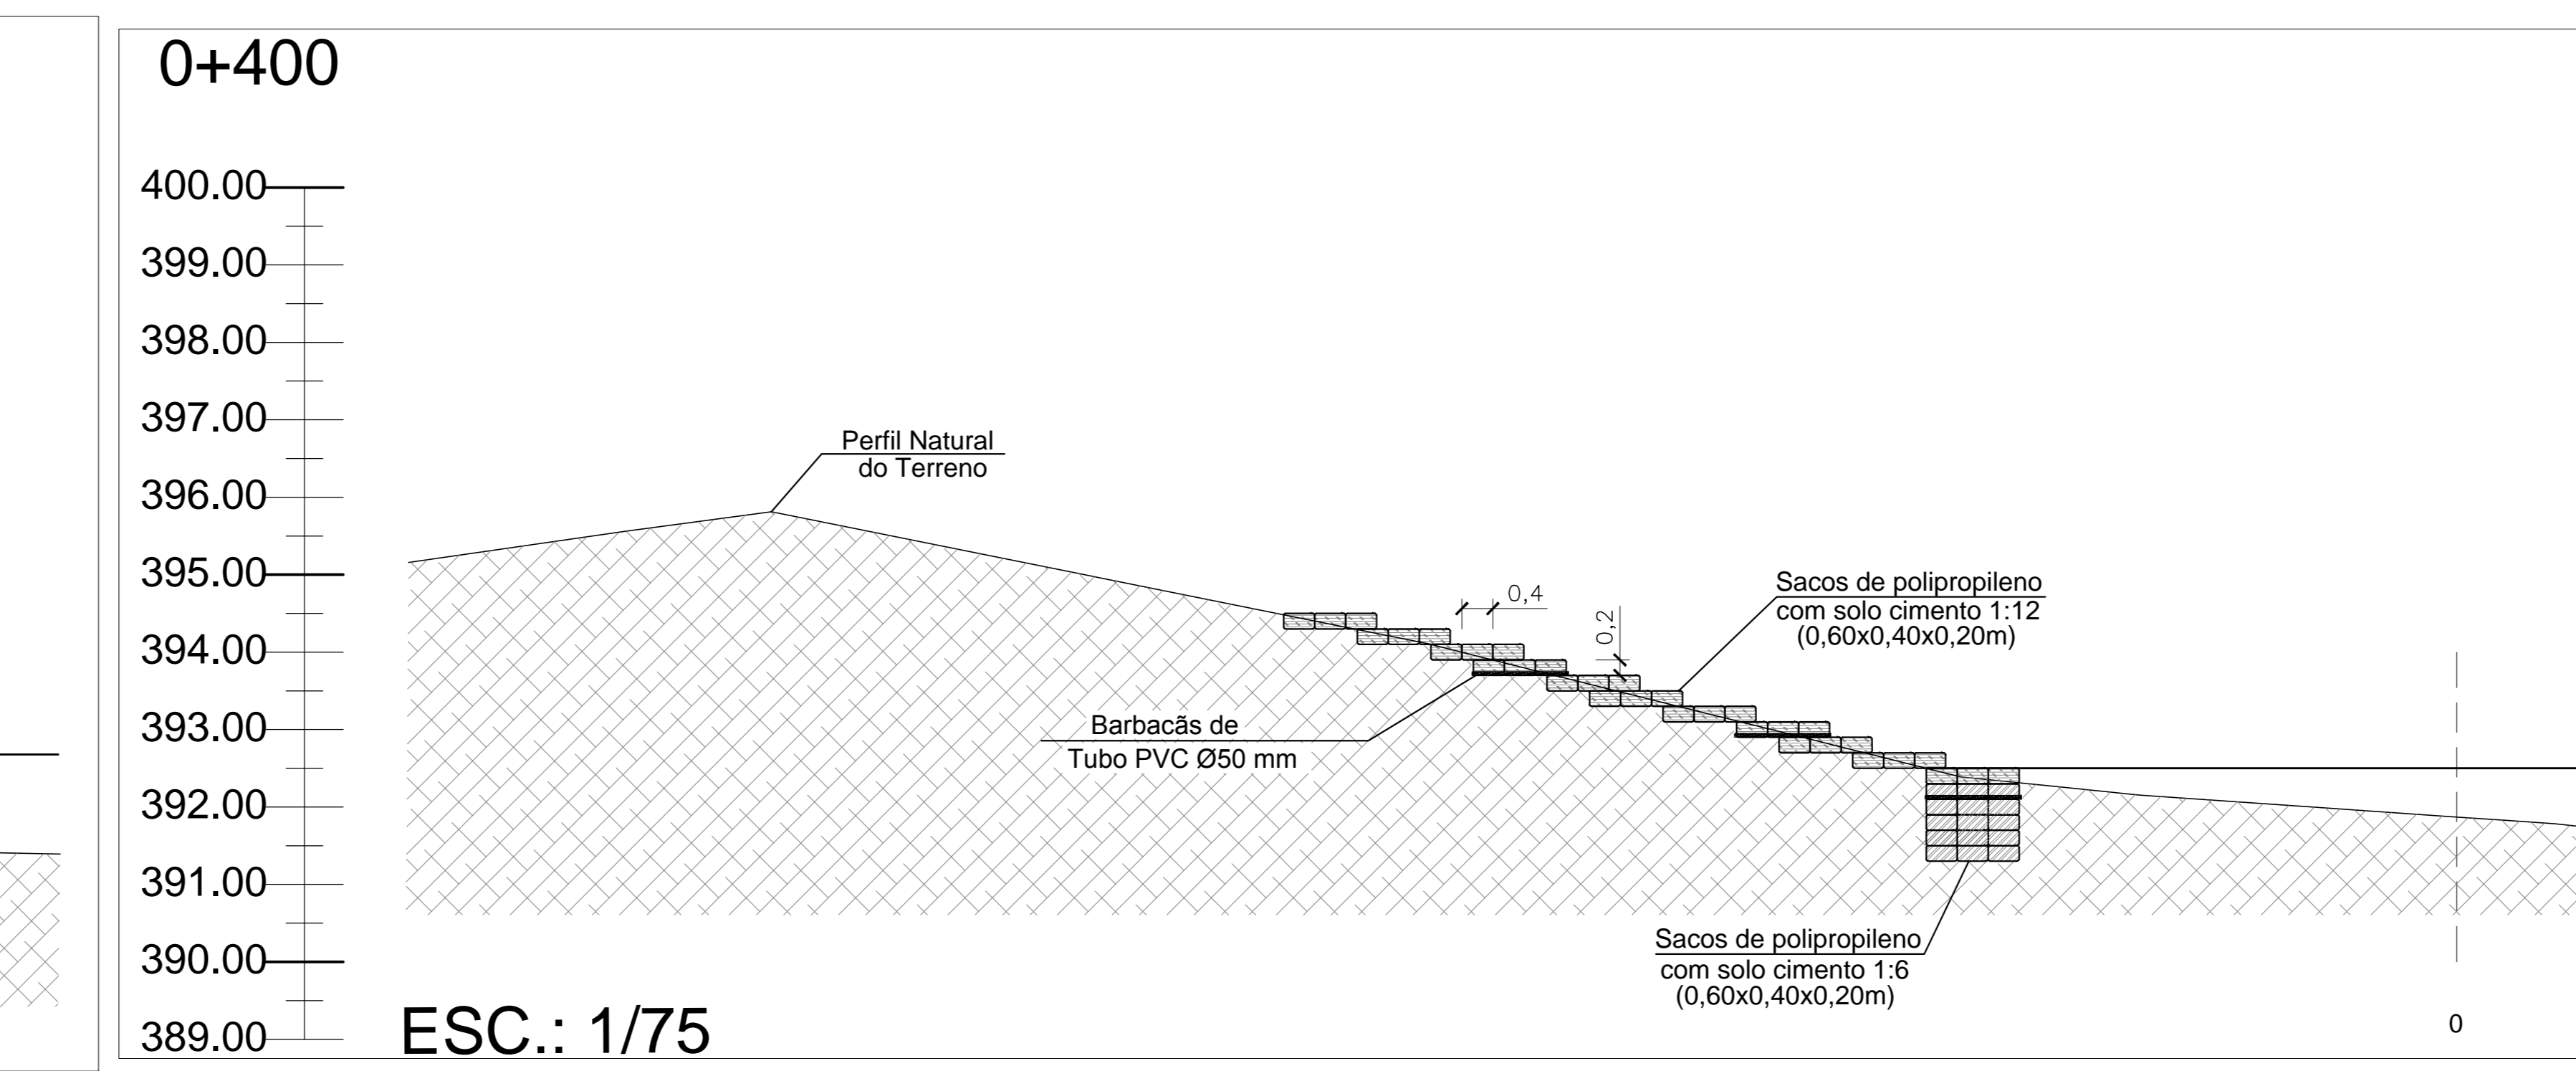 0+400
400.00
399.00
398.00
397.00
396.00
395.00
394.00
393.00
392.00
391.00
390.00
389.00
Perfil Natural
do Terreno
0,4
0,2
Sacos de polipropileno
com solo cimento 1:12
(0,60x0,40x0,20m)
Barbacãs de
Tubo PVC Ø50 mm
Sacos de polipropileno
com solo cimento 1:6
(0,60x0,40x0,20m)
0
ESC.: 1/75